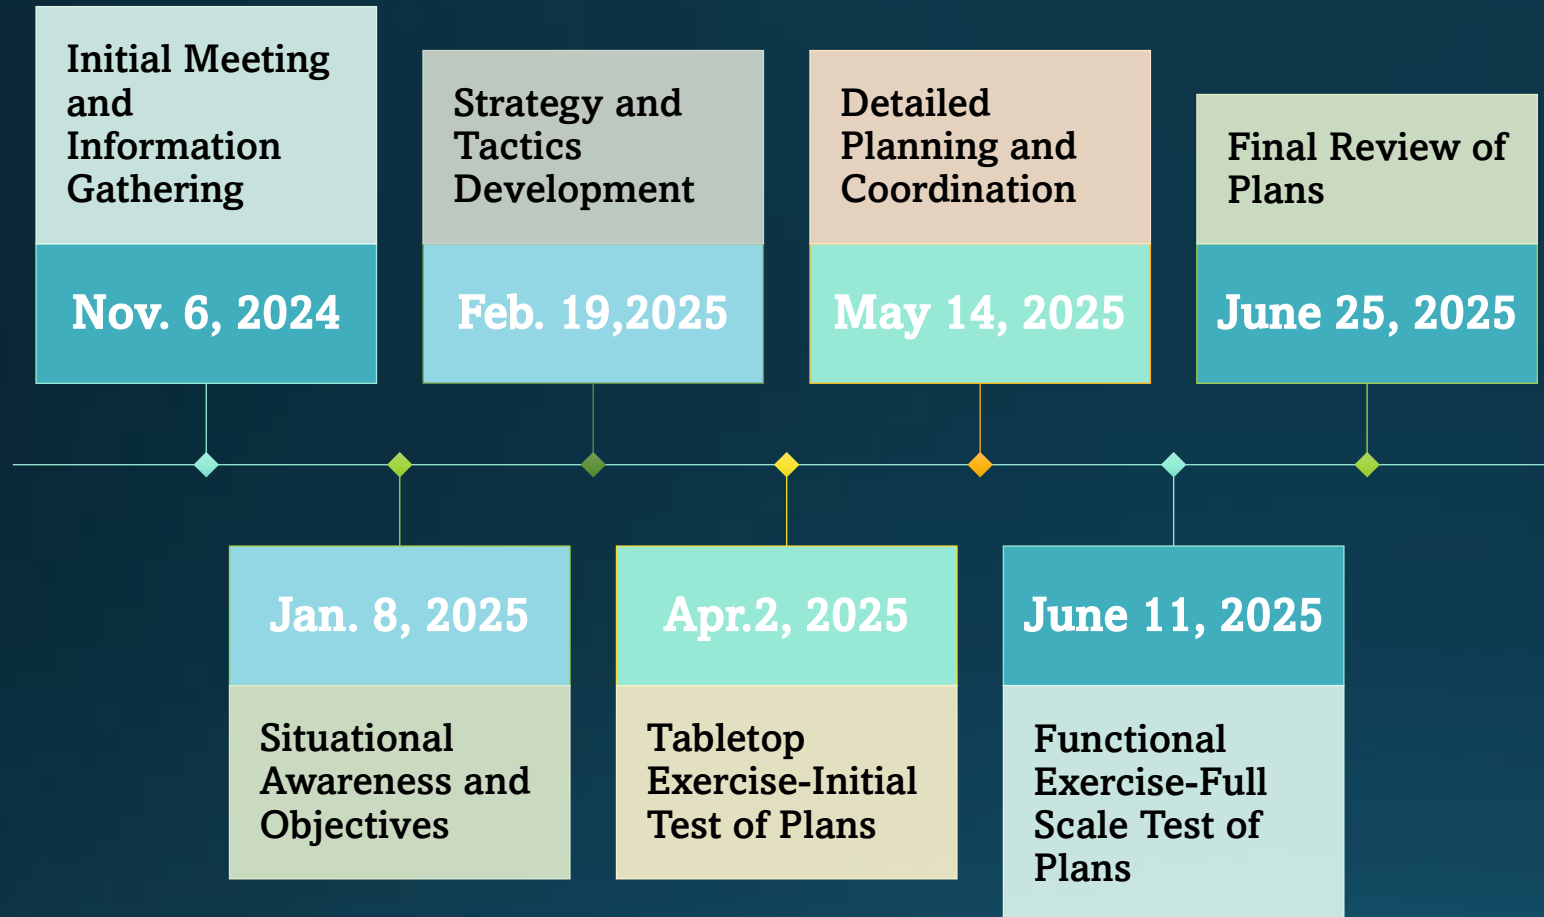 Initial Meeting
and
Information
Gathering
Nov. 6, 2024
Jan. 8, 2025
Situational
Awareness and
Objectives
Strategy and
Tactics
Development
Feb. 19,2025
Apr.2, 2025
Tabletop
Exercise-Initial
Test of Plans
Detailed
Planning and
Coordination
May 14, 2025
June 11, 2025
Functional
Exercise-Full
Scale Test of
Plans
Final Review of
Plans
June 25, 2025